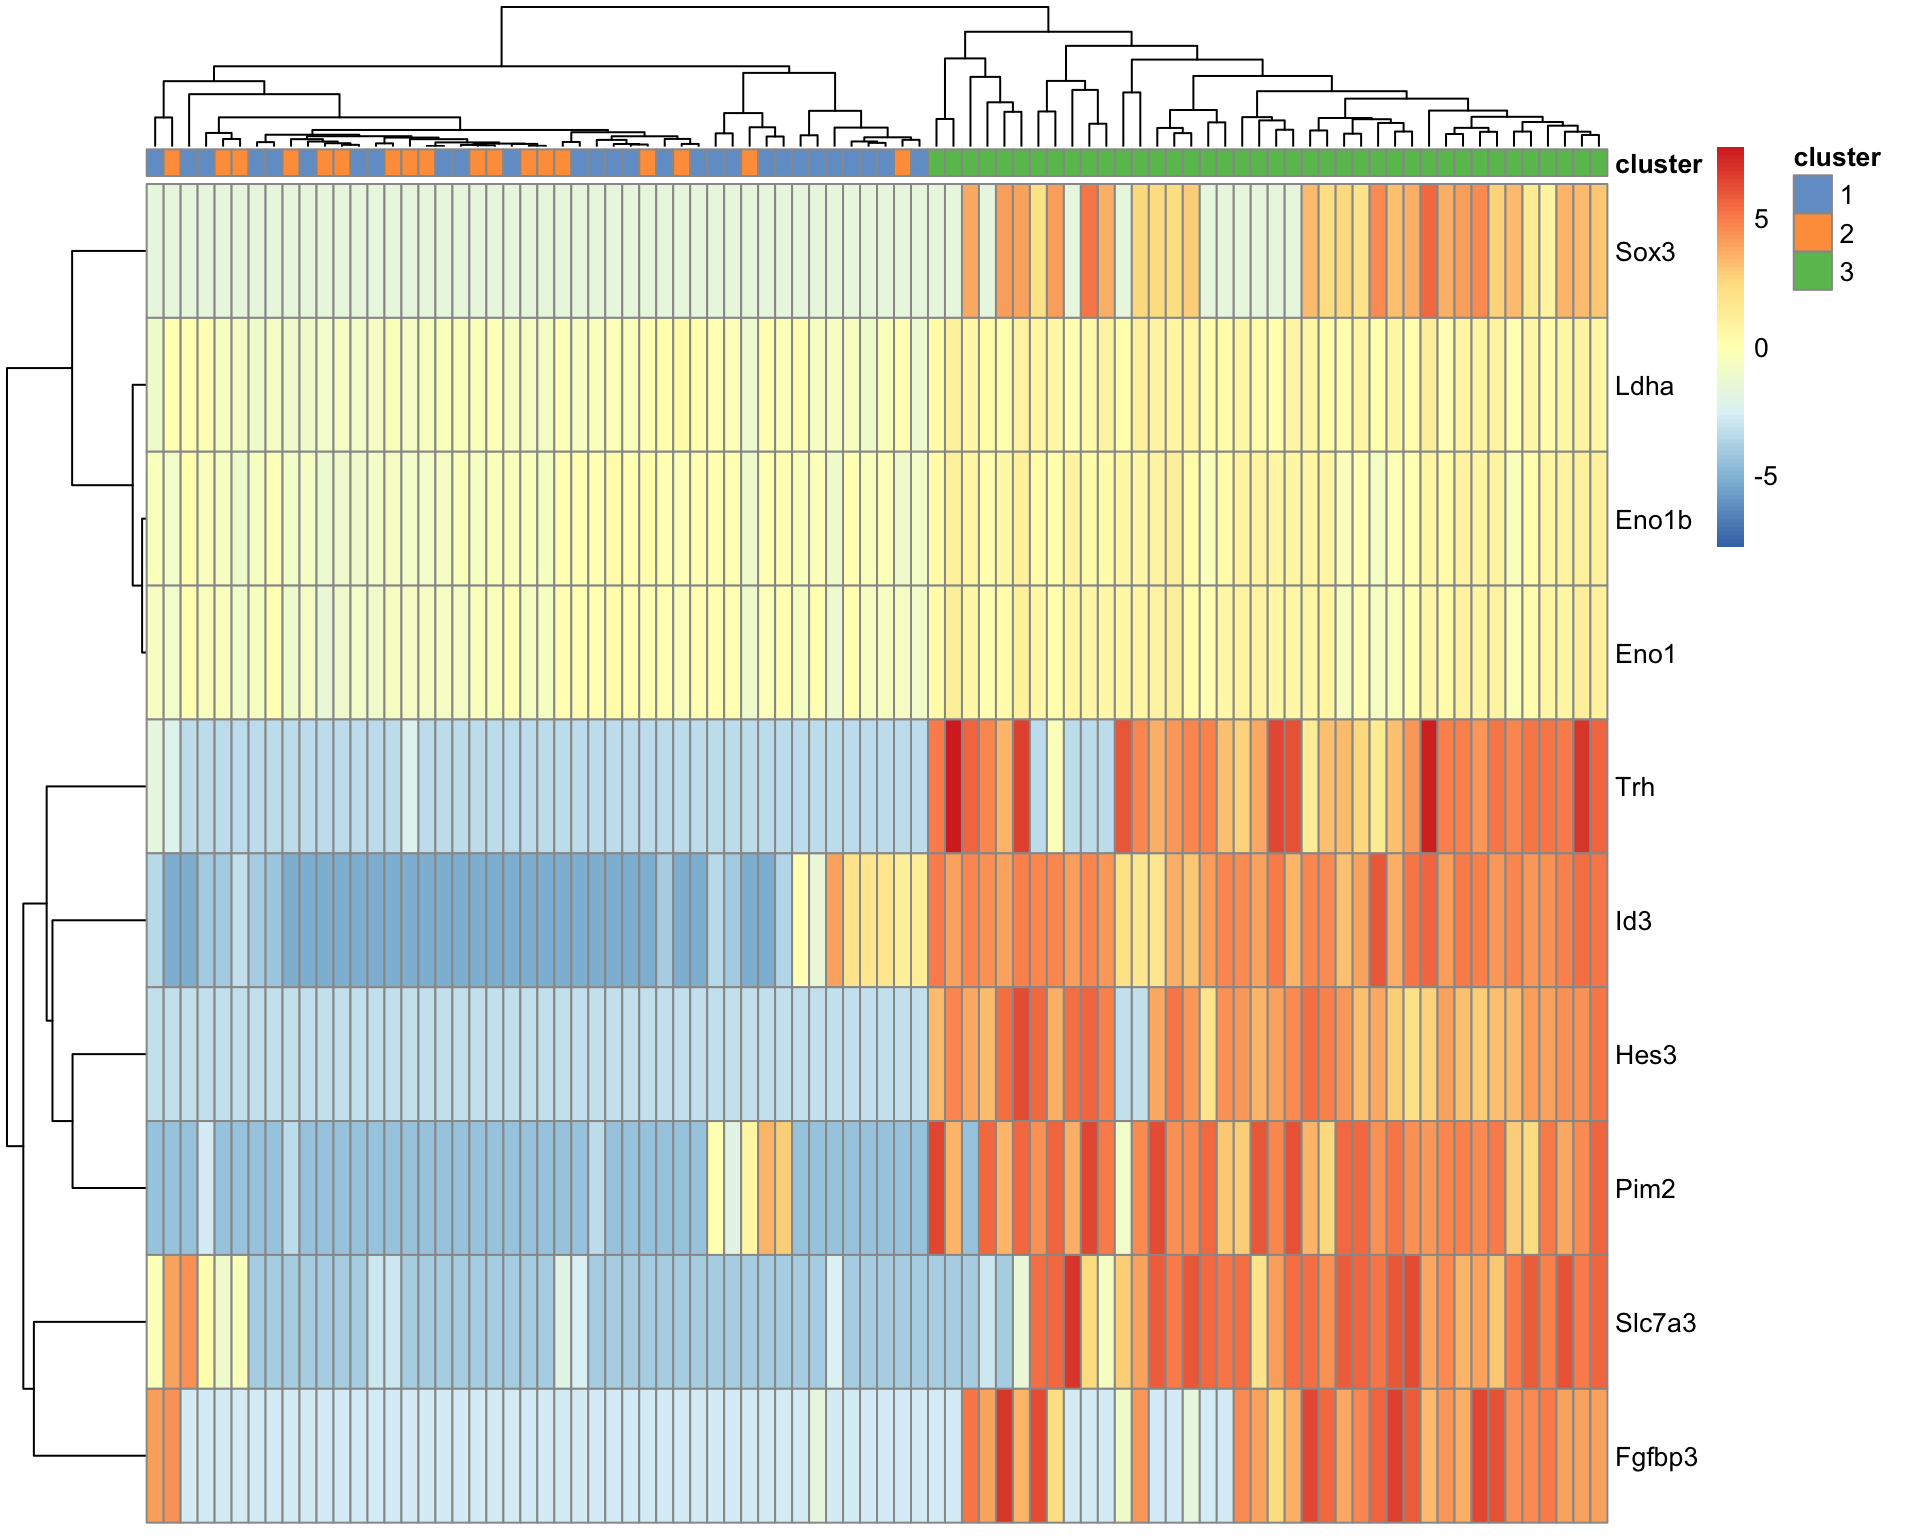 cluster
cluster
1
2
3
5
0
-5
Sox3
Ldha
Eno1b
Eno1
Trh
Id3
Hes3
Pim2
Slc7a3
Fgfbp3